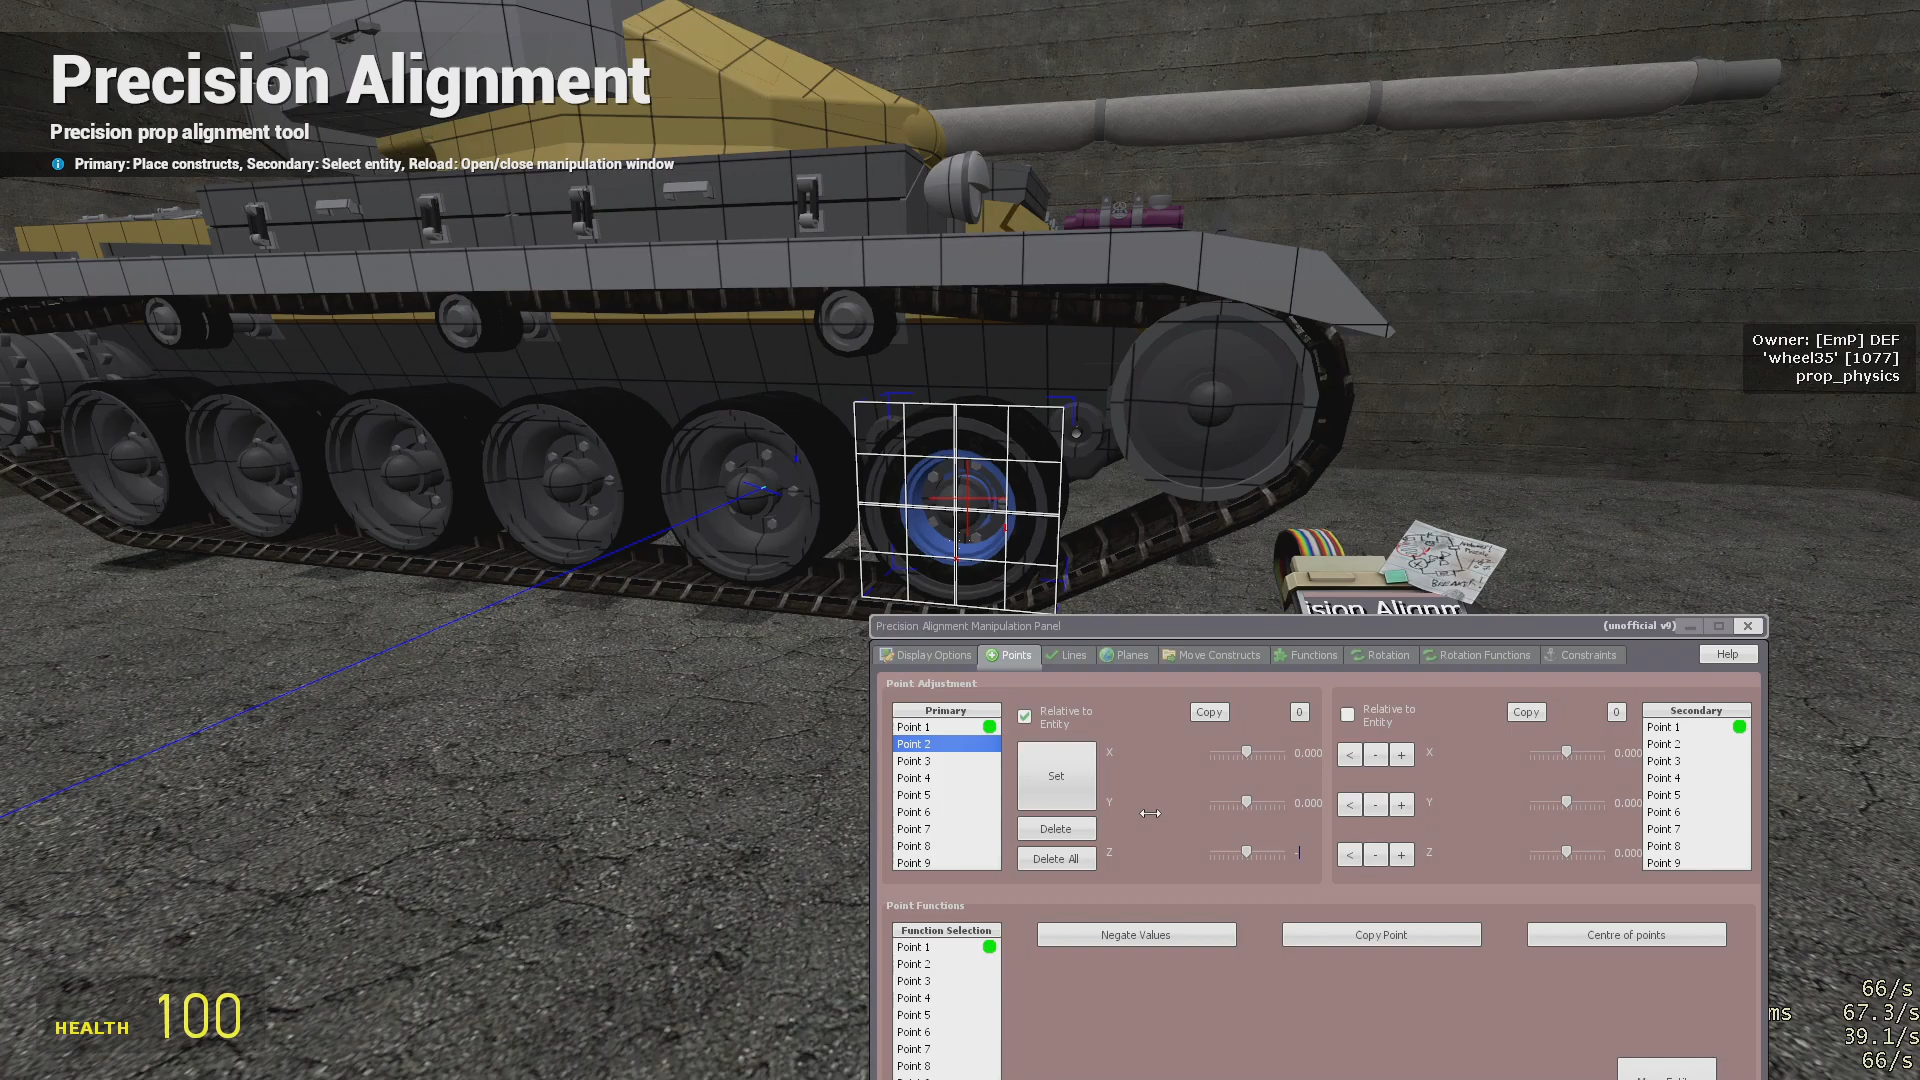 Precision Alignment
Precision prop alignment tool
Primary: Place constructs, Secondary: Select entity, Reload: Open/close manipulation window
Owner: [EmP] DEF
'wheel35' [1077]
prop_physics
BREAKER!
ision Alignm
Precision Alignment Manipulation Panel
(unofficial v9)
Display Options
Points
Lines
Planes
Move Constructs
Functions
Rotation
Rotation Functions
Constraints
Help
Point Adjustment
Primary
Point 1
Point 2
Point 3
Point 4
Point 5
Point 6
Point 7
Point 8
Point 9
Relative to
Entity
Copy
0
Set
Delete
Delete All
X
0.000
Y
0.000
Z
Relative to
Entity
Copy
0
< - + X
0.000
< - + Y
0.000
< - + Z
0.000
Secondary
Point 1
Point 2
Point 3
Point 4
Point 5
Point 6
Point 7
Point 8
Point 9
Point Functions
Function Selection
Point 1
Point 2
Point 3
Point 4
Point 5
Point 6
Point 7
Point 8
Negate Values
Copy Point
Centre of points
HEALTH 100
66/s
ms 67.3/s
39.1/s
66/s